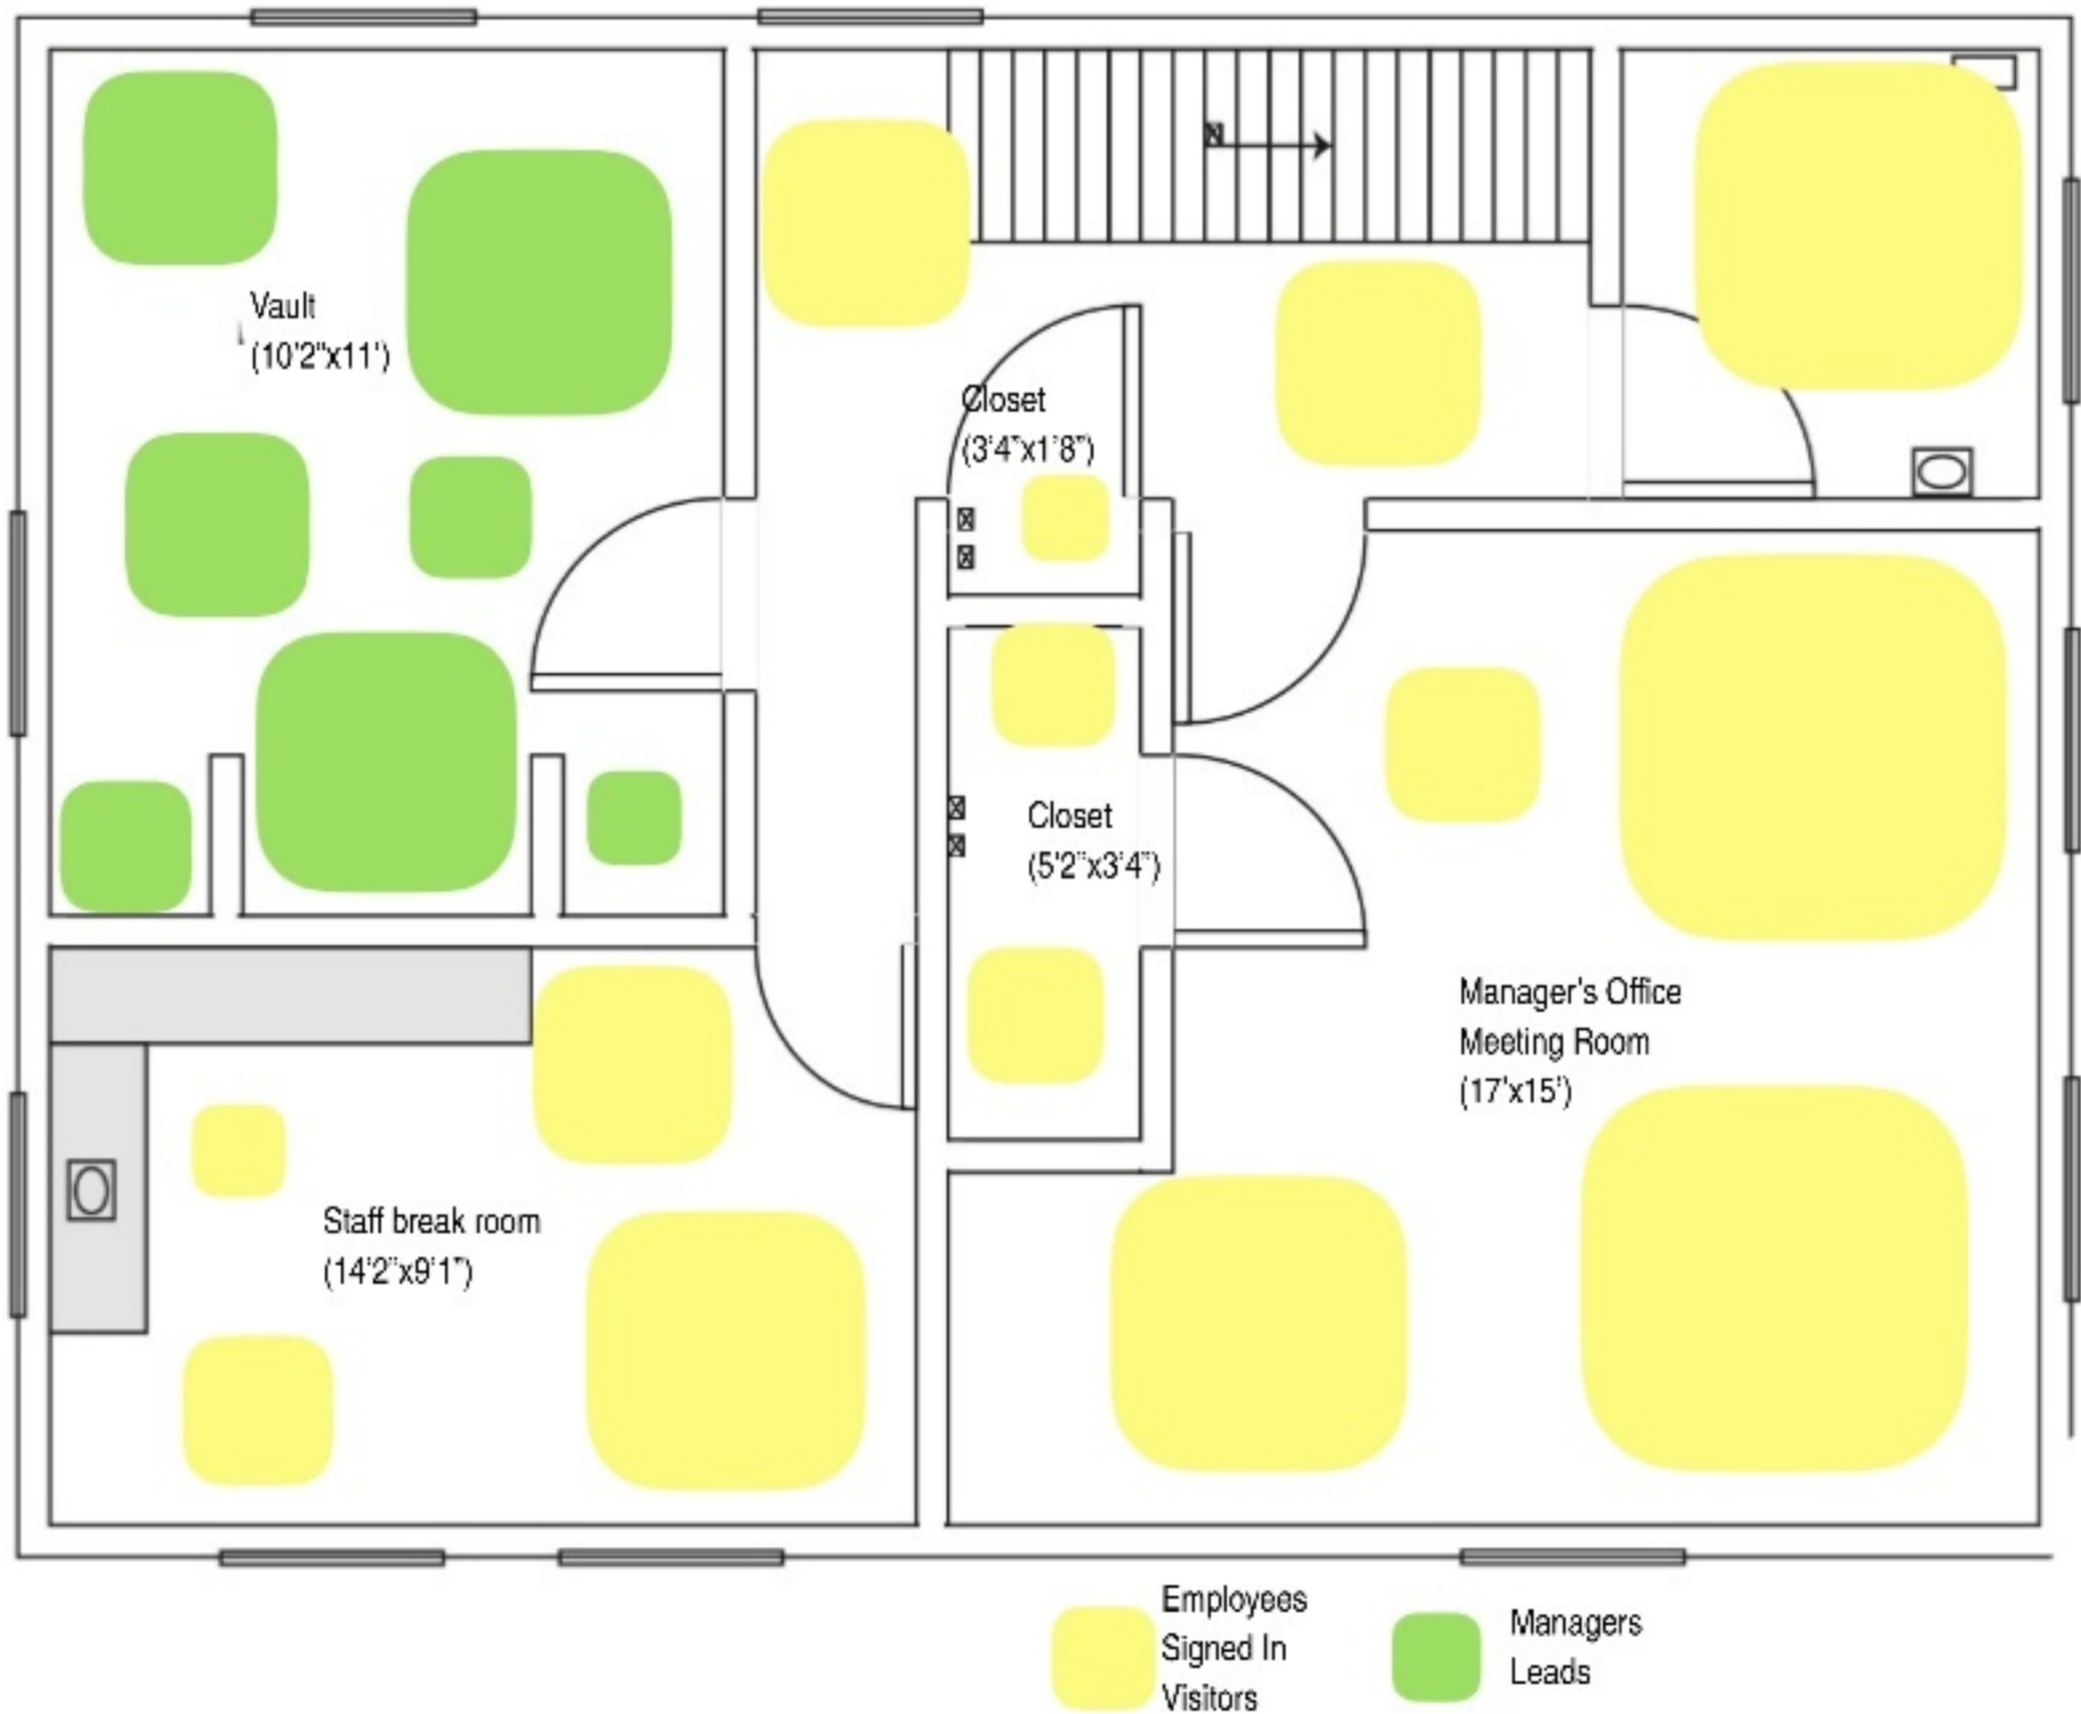 Vault
(10'2"x11')
Closet
(3'4"x1'8")
Closet
(5'2"x3'4")
Manager's Office
Meeting Room
(17'x15')
Staff break room
(14'2"x9'1")
Employees
Signed In
Visitors
Managers
Leads